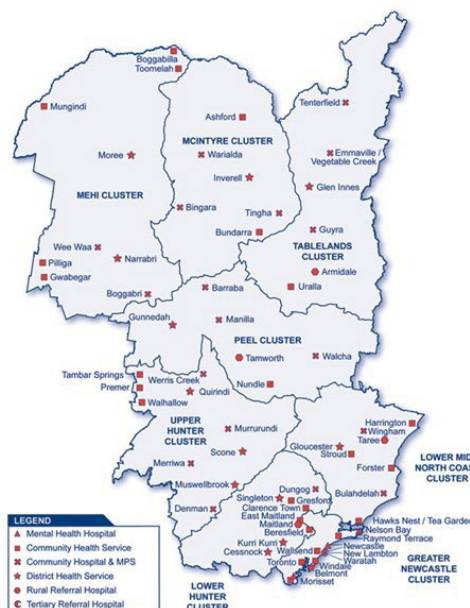 Boggabilla
Toomelah
Mungindi
Ashford
Tenterfield
MCINTYRE CLUSTER
Moree
Warialda
Emmaville /
Vegetable Creek
Inverell
Glen Innes
MEHI CLUSTER
Bingara
Tingha
Guyra
Bundarra
TABLELANDS
CLUSTER
Wee Waa
Narrabri
Pilliga
Gwabegar
Armidale
Uralla
Boggabri
Barraba
Gunnedah
Manilla
PEEL CLUSTER
Tamworth
Walcha
Tambar Springs
Werris Creek
Premer
Quirindi
Nundle
Walhallow
UPPER
HUNTER
CLUSTER
Murrurundi
Harrington
Wingham
Taree
Merriwa
Scone
Gloucester
Stroud
Forster
LOWER MID
NORTH COAST
CLUSTER
Muswellbrook
Denman
Singleton
Dungog
Gresford
Bulahdelah
Clarence Town
East Maitland
Maitland
Beresfield
Kurri Kurri
Cessnock
Wallsend
Toronto
Hawks Nest / Tea Gardens
Nelson Bay
Raymond Terrace
Newcastle
New Lambton
Waratah
Windale
Belmont
Morisset
GREATER
NEWCASTLE
CLUSTER
LOWER
HUNTER
CLUSTER
LEGEND
Mental Health Hospital
Community Health Service
Community Hospital & MPS
District Health Service
Rural Referral Hospital
Tertiary Referral Hospital